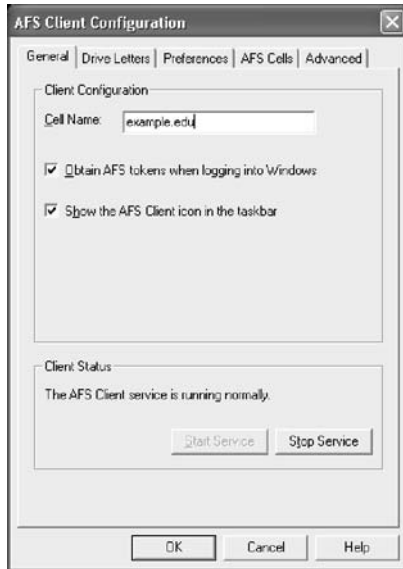 AFS Client Configuration
General Drive Letters Preferences AFS Cells Advanced
Client Configuration
Cell Name: example.edu
Obtain AFS tokens when logging into Windows
Show the AFS Client icon in the taskbar
Client Status
The AFS Client service is running normally.
Start Service Stop Service
OK Cancel Help